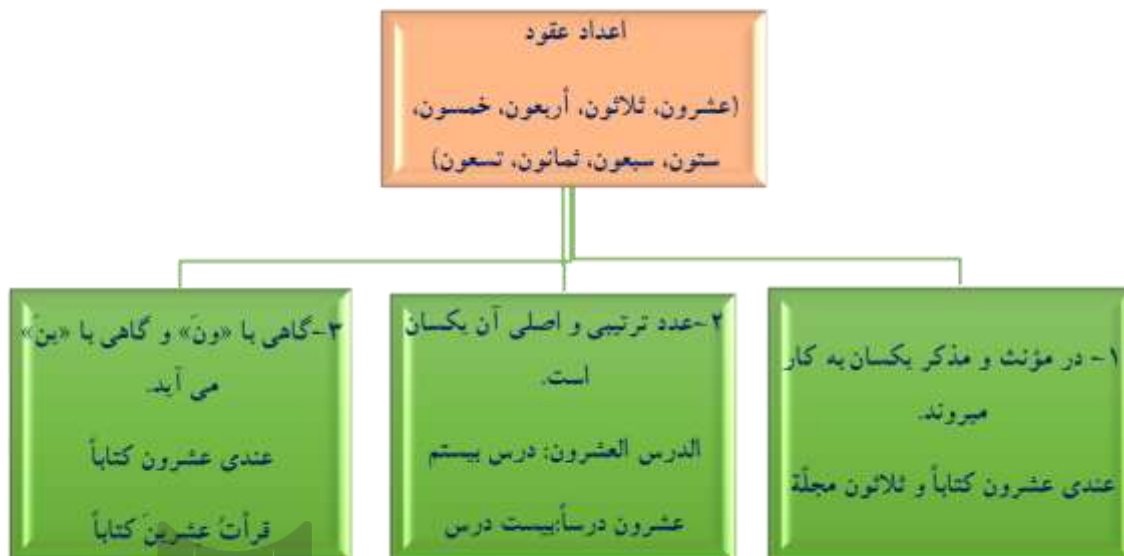 اعداد عقود
(عشرون، ثلاثون، أربعون، خمسون،
ستون، سبعون، ثمانون، تسعون)
۱- در مؤنث و مذکر یکسان به کار
میروند.
عندی عشرون کتاباً و ثلاثون مجلّة
۲-عدد ترتیبی و اصلی آن یکسان
است.
الدرس العشرون: درس بیستم
عشرون درساً:بیست درس
۳-گاهی با «ونَ» و گاهی با «ینَ»
می آید.
عندی عشرون کتاباً
قرأتُ عشرینَ کتاباً